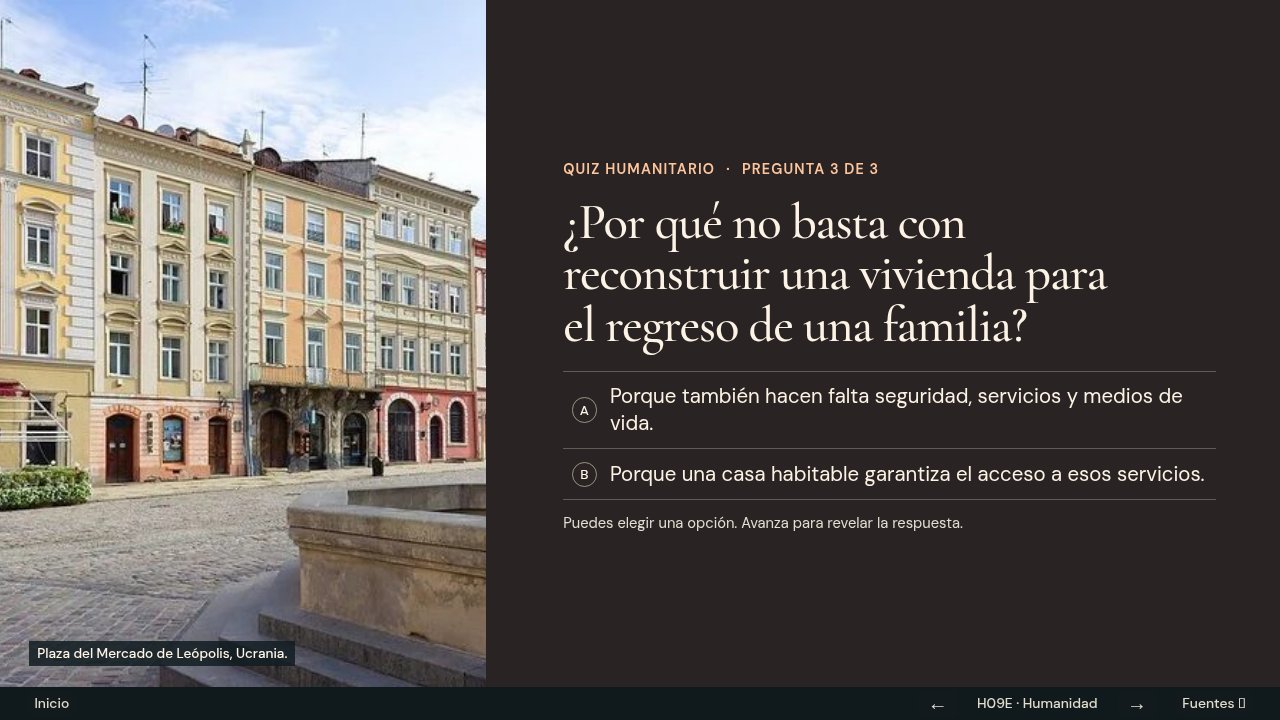 QUIZ HUMANITARIO · PREGUNTA 3 DE 3
¿Por qué no basta con
reconstruir una vivienda para
el regreso de una familia?
A Porque también hacen falta seguridad, servicios y medios de
vida.
B Porque una casa habitable garantiza el acceso a esos servicios.
Puedes elegir una opción. Avanza para revelar la respuesta.
Plaza del Mercado de Leópolis, Ucrania.
Inicio
← H09E · Humanidad →
Fuentes